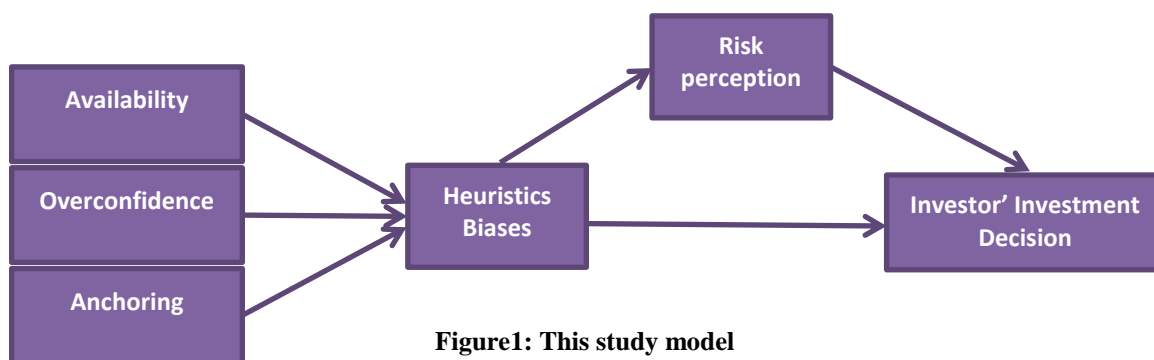 Availability
Overconfidence
Anchoring
Heuristics
Biases
Risk
perception
Investor’ Investment
Decision
Figure1: This study model